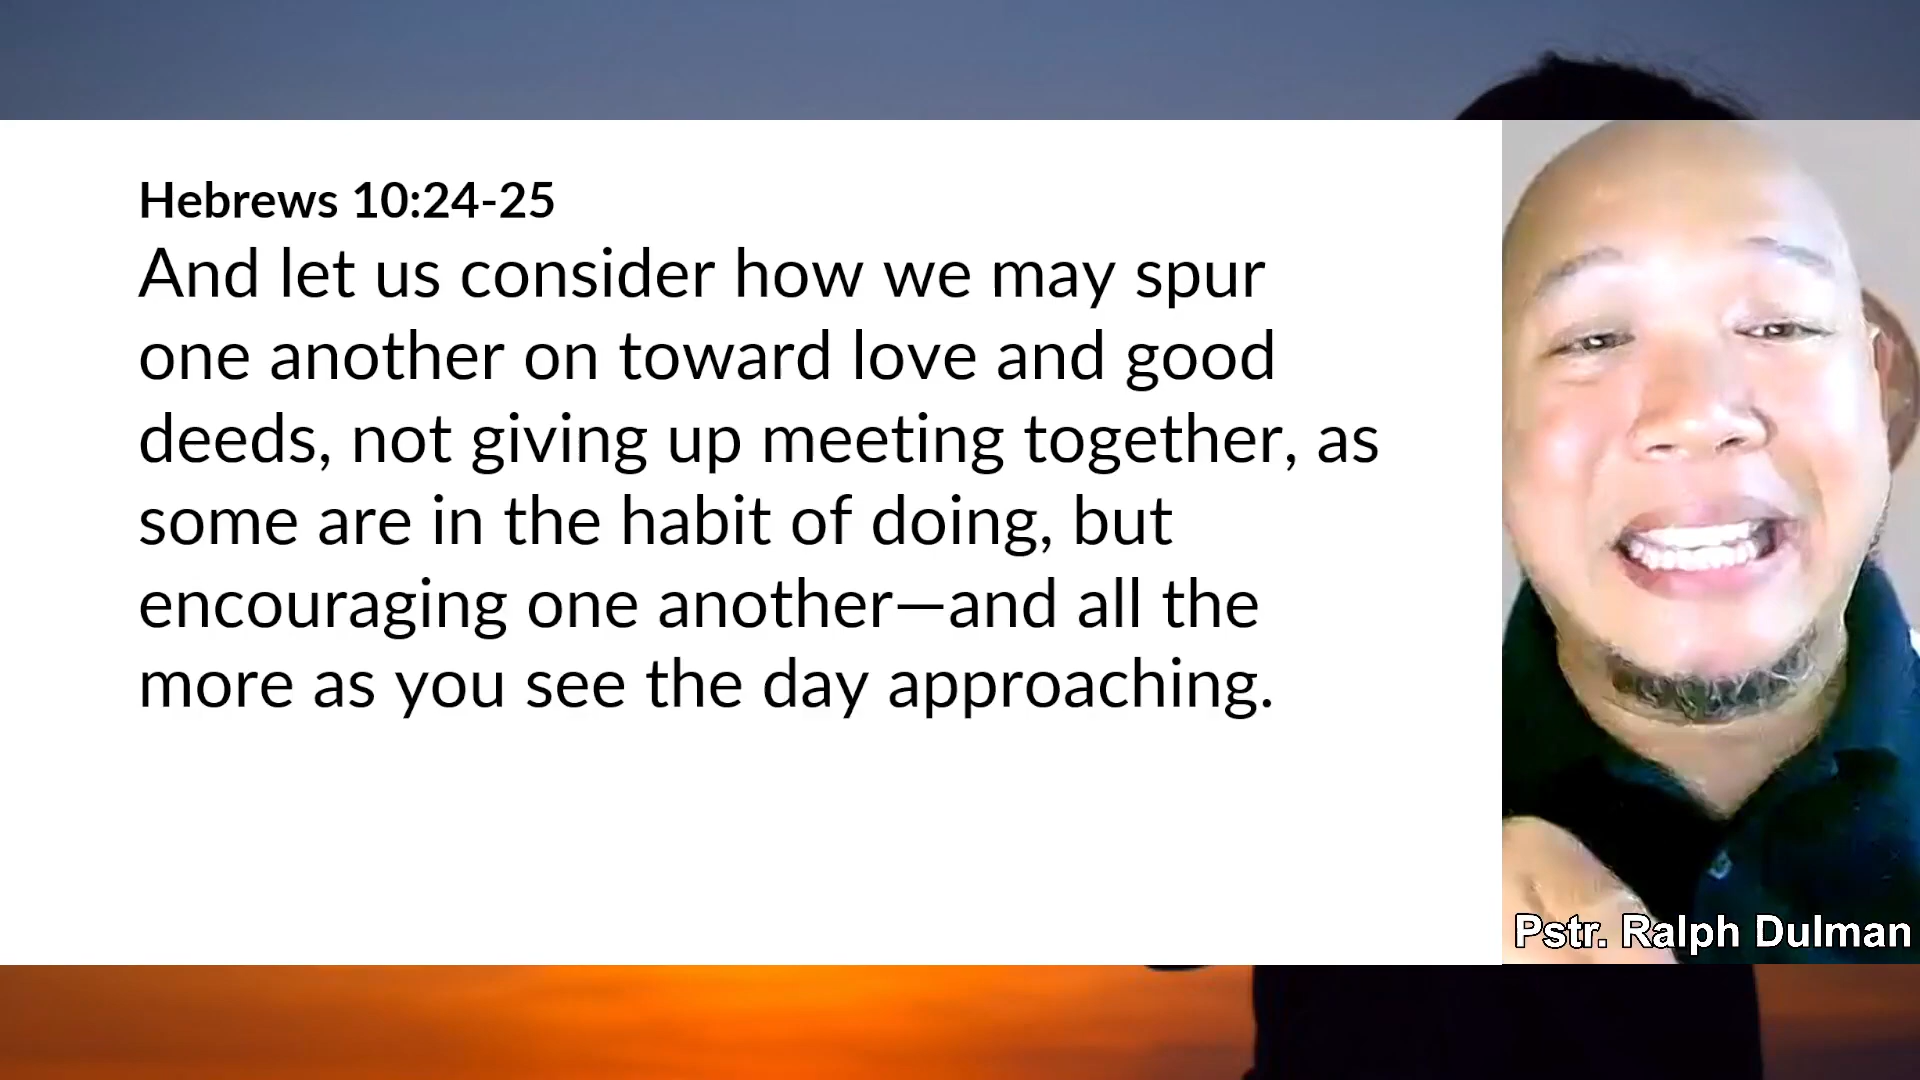 Hebrews 10:24-25
And let us consider how we may spur
one another on toward love and good
deeds, not giving up meeting together, as
some are in the habit of doing, but
encouraging one another—and all the
more as you see the day approaching.
Pstr. Ralph Dulman